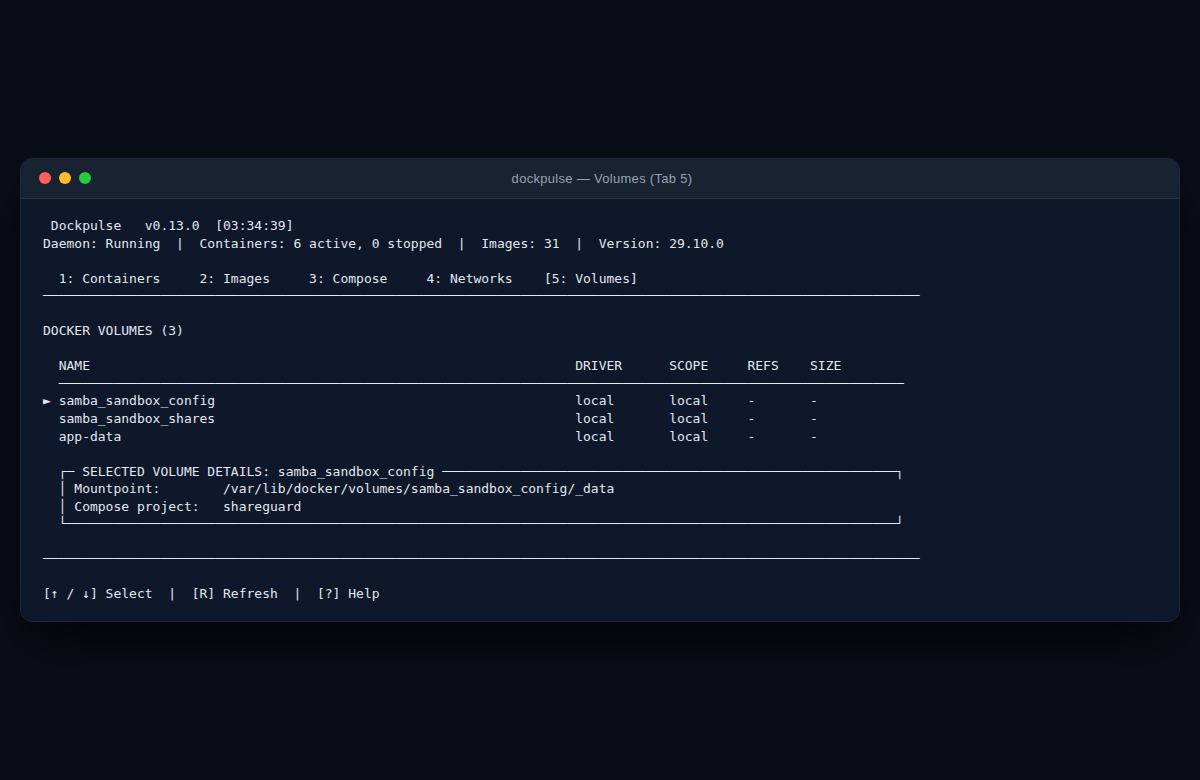 dockpulse — Volumes (Tab 5)
Dockpulse   v0.13.0  [03:34:39]
Daemon: Running  |  Containers: 6 active, 0 stopped  |  Images: 31  |  Version: 29.10.0
1: Containers     2: Images     3: Compose     4: Networks    [5: Volumes]
DOCKER VOLUMES (3)
NAME    DRIVER      SCOPE     REFS    SIZE
► samba_sandbox_config    local       local     -       -
samba_sandbox_shares    local       local     -       -
app-data    local       local     -       -
SELECTED VOLUME DETAILS: samba_sandbox_config
Mountpoint:        /var/lib/docker/volumes/samba_sandbox_config/_data
Compose project:   shareguard
[↑ / ↓] Select  |  [R] Refresh  |  [?] Help